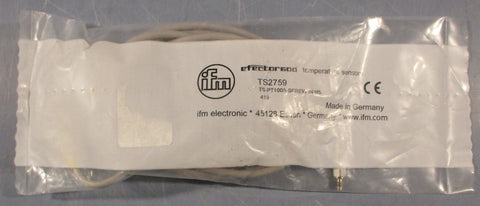 ifm
efector600 temperature sensor
TS2759
CE
Made in Germany
ifm electronic * 45128 Essen * Germany * www.ifm.com